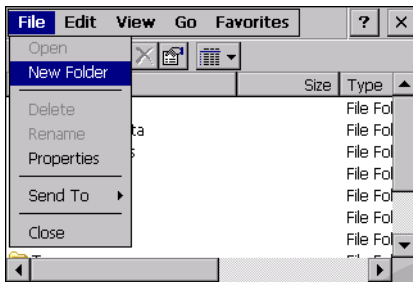 File Edit View Go Favorites ? ×
Open
New Folder
Size Type
File Fol
Delete
ta File Fol
Rename
File Fol
Properties
File Fol
File Fol
Send To
File Fol
Close
File Fol